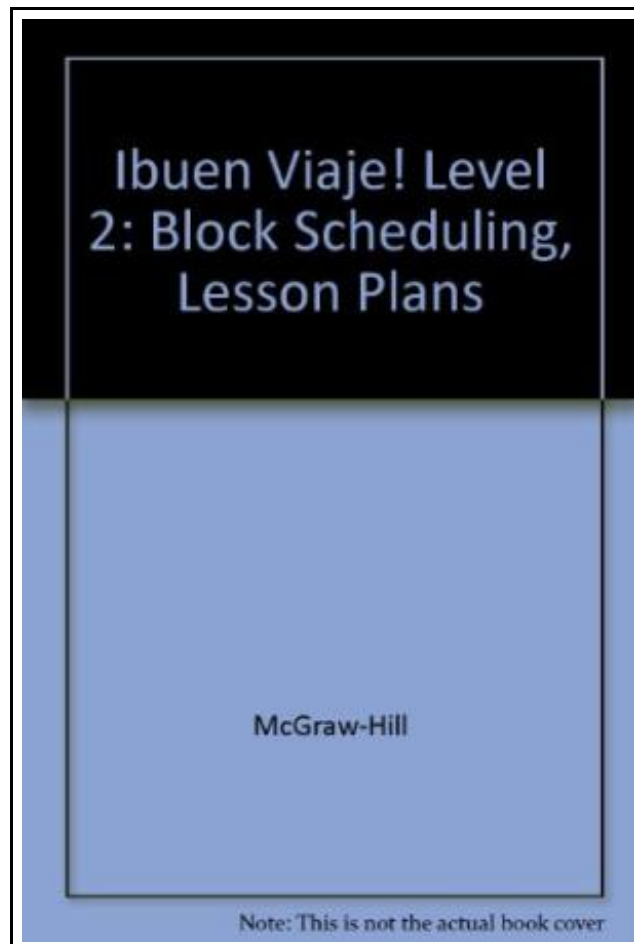 Ibuen Viaje! Level
2: Block Scheduling,
Lesson Plans
McGraw-Hill
Note: This is not the actual book cover